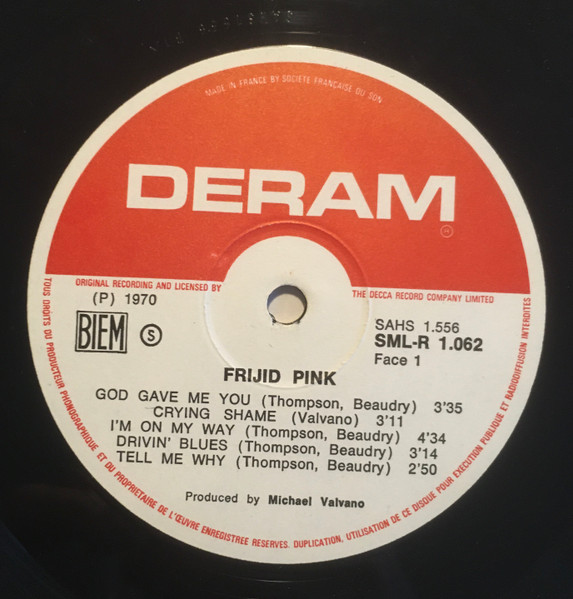 MADE IN FRANCE BY SOCIÉTÉ FRANÇAISE DU SON
DERAM
ORIGINAL RECORDING AND LICENSED BY
THE DECCA RECORD COMPANY LIMITED
(P) 1970
BIEM S
SAHS 1.556
SML-R 1.062
Face 1
FRIJID PINK
GOD GAVE ME YOU (Thompson, Beaudry) 3'35
CRYING SHAME (Valvano) 3'11
I'M ON MY WAY (Thompson, Beaudry) 4'34
DRIVIN' BLUES (Thompson, Beaudry) 3'14
TELL ME WHY (Thompson, Beaudry) 2'50
Produced by Michael Valvano
TOUS DROITS DU PRODUCTEUR PHONOGRAPHIQUE ET DU PROPRIETAIRE DE L'ŒUVRE ENREGISTREE RESERVES. DUPLICATION, UTILISATION DE CE DISQUE POUR EXECUTION PUBLIQUE ET RADIODIFFUSION INTERDITES